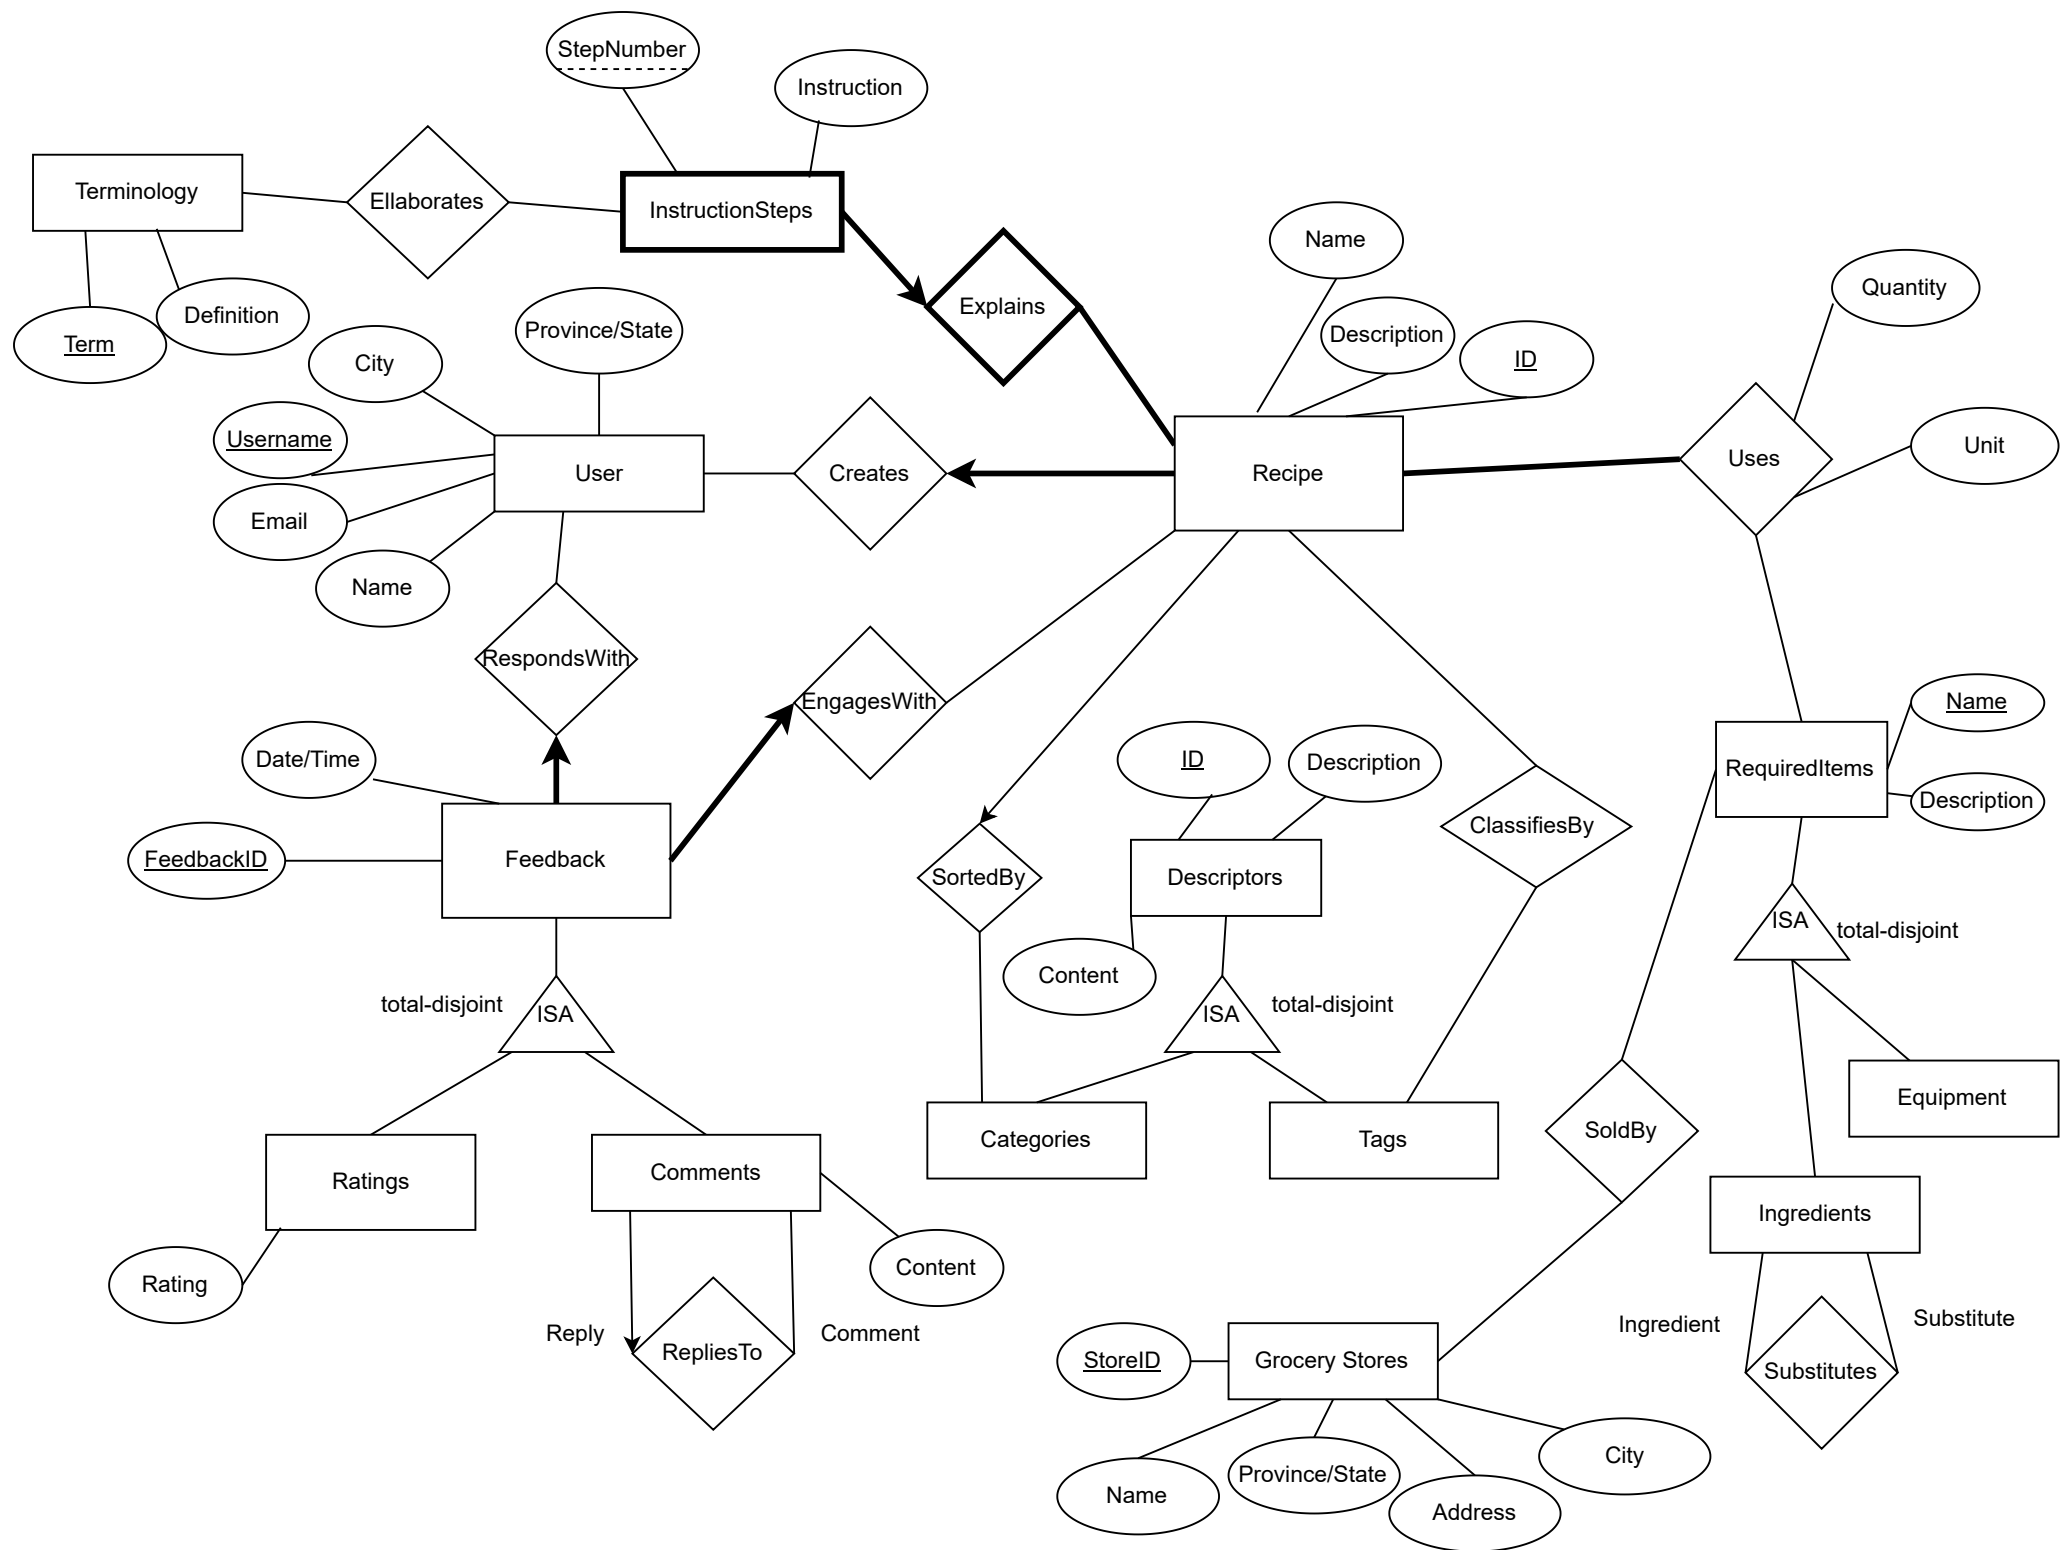 StepNumber
Instruction
Terminology
Ellaborates
InstructionSteps
Name
Explains
Quantity
Definition
Term
Province/State
Description
ID
City
Username
User
Creates
Recipe
Uses
Unit
Email
Name
RespondsWith
EngagesWith
Name
Date/Time
ID
Description
RequiredItems
Description
ClassifiesBy
FeedbackID
Feedback
SortedBy
Descriptors
ISA
total-disjoint
Content
total-disjoint
ISA
ISA
total-disjoint
Equipment
Categories
Tags
SoldBy
Ratings
Comments
Ingredients
Rating
Content
Reply
RepliesTo
Comment
Ingredient
Substitute
StoreID
Grocery Stores
Substitutes
Name
Province/State
Address
City